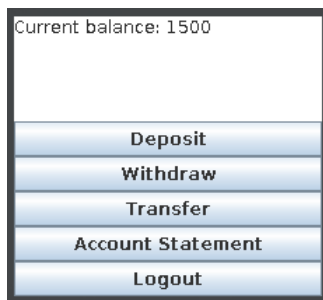 Current balance: 1500
Deposit
Withdraw
Transfer
Account Statement
Logout